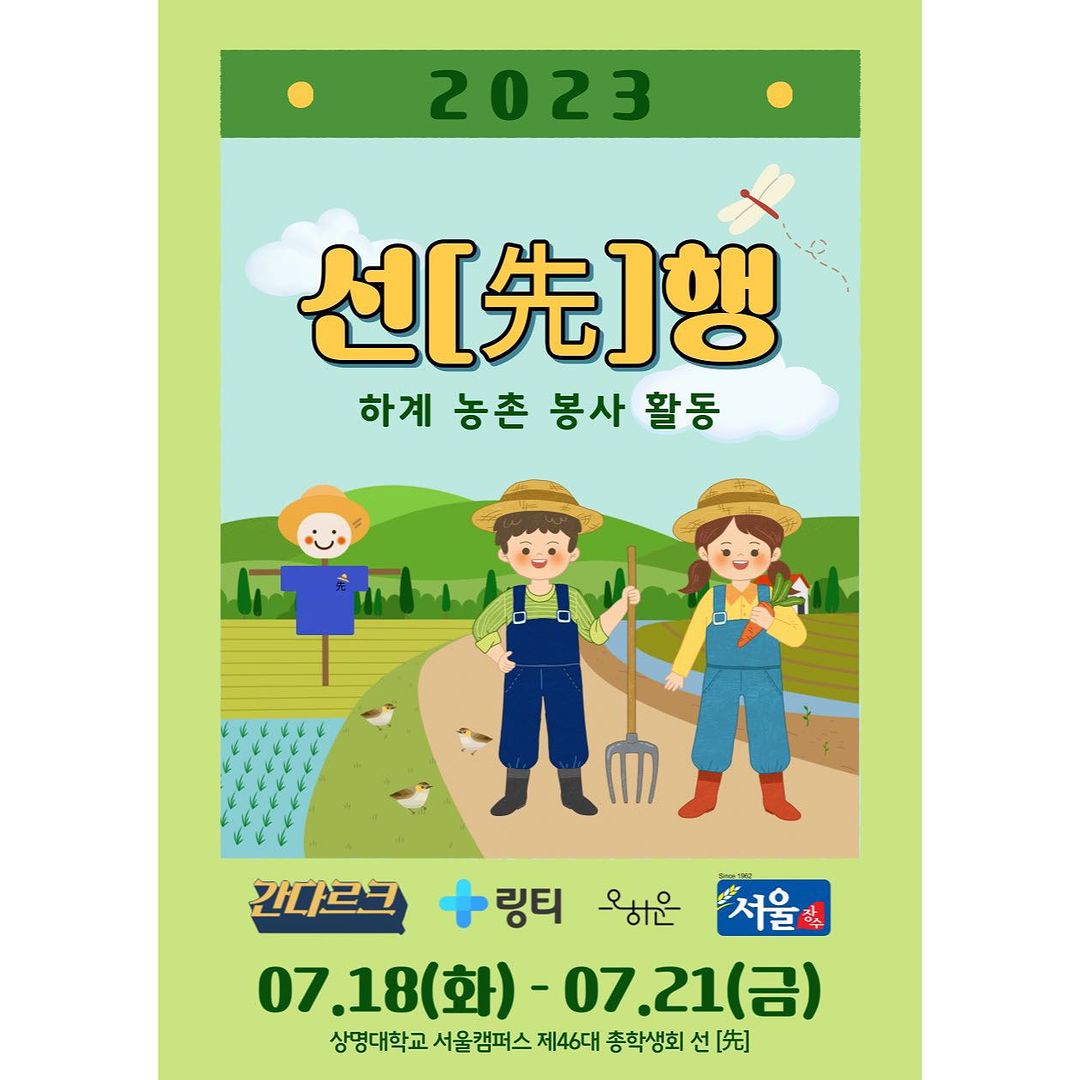 2023
선[先]행
하계 농촌 봉사 활동
先
간다르크
링티
오하운
Since 1962
서울
장수
07.18(화) - 07.21(금)
상명대학교 서울캠퍼스 제46대 총학생회 선 [先]